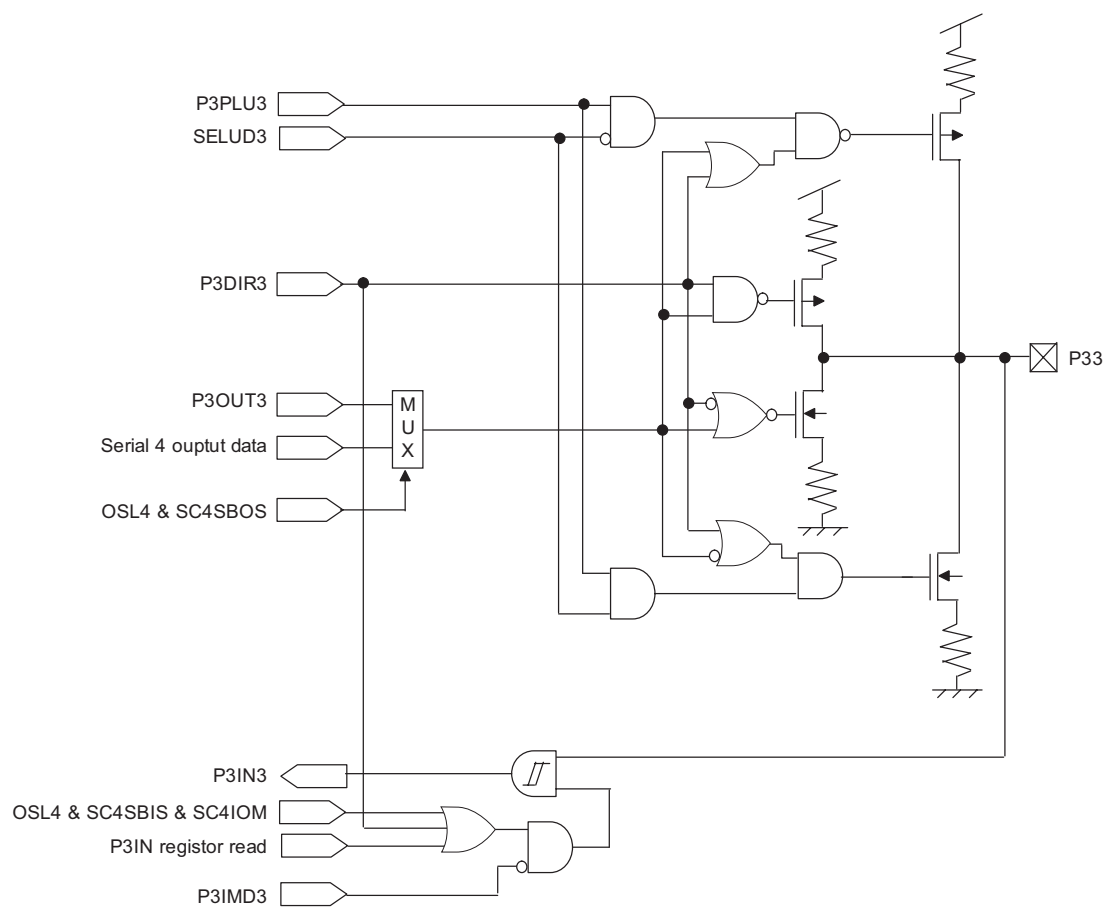 P3PLU3
SELUD3
P3DIR3
P33
P3OUT3
M
U
X
Serial 4 ouptut data
OSL4 & SC4SBOS
P3IN3
OSL4 & SC4SBIS & SC4IOM
P3IN registor read
P3IMD3